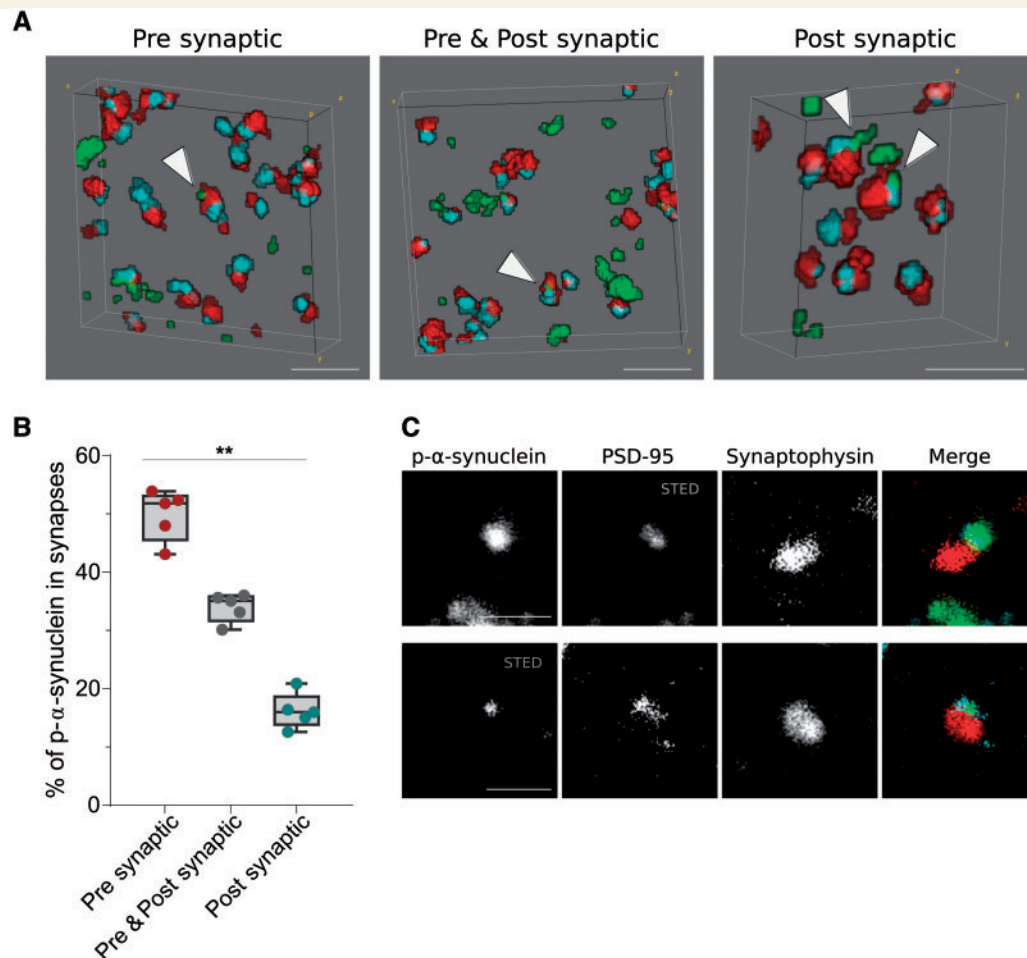 A
Pre synaptic
Pre & Post synaptic
Post synaptic
B
**
% of p-α-synuclein in synapses
60
40
20
0
Pre synaptic
Pre & Post synaptic
Post synaptic
C
p-α-synuclein
PSD-95
Synaptophysin
Merge
STED
STED